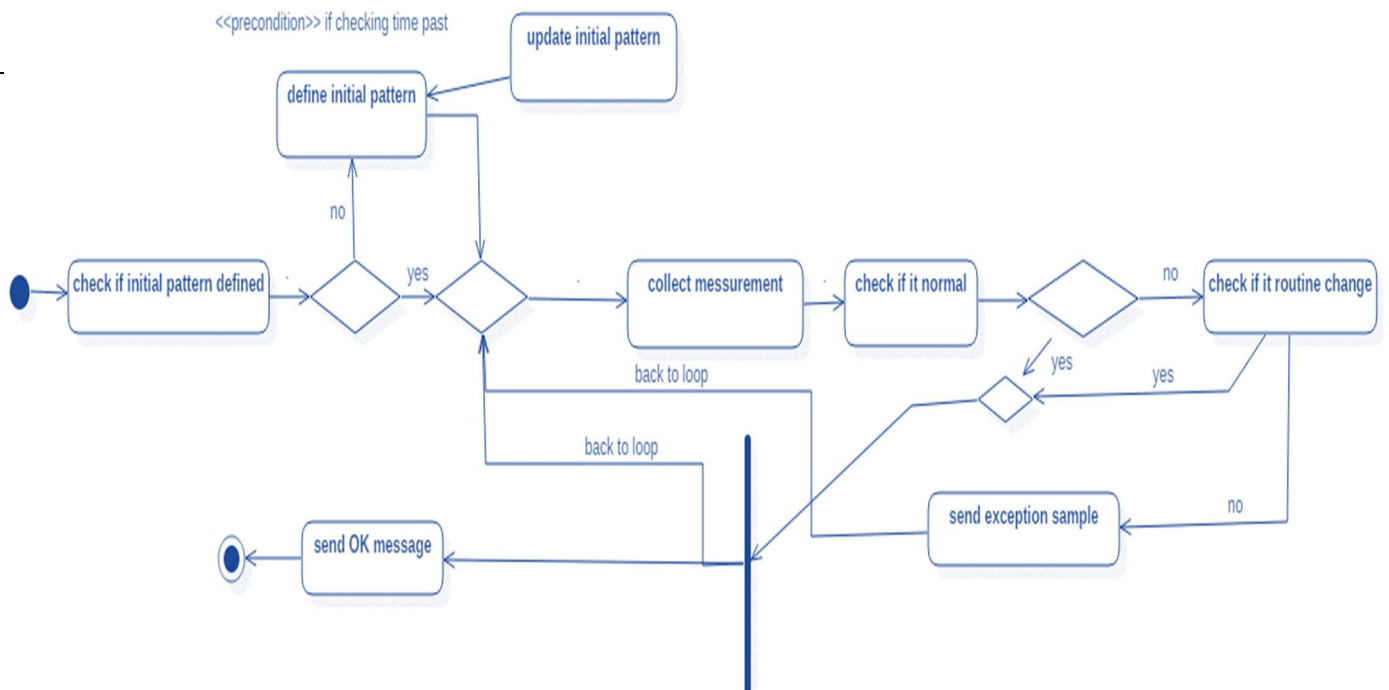 <<precondition>> if checking time past
update initial pattern
define initial pattern
no
check if initial pattern defined
yes
collect messurement
check if it normal
no
check if it routine change
yes
yes
back to loop
back to loop
send exception sample
no
send OK message